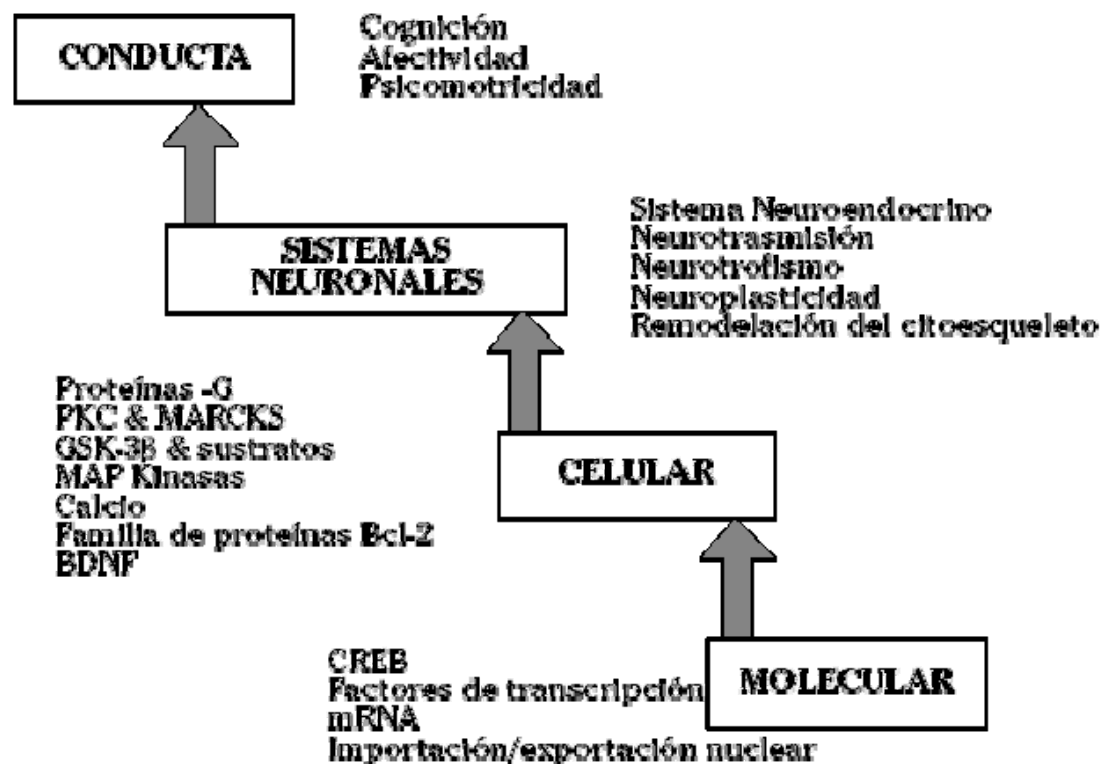 CONDUCTA
Cognición
Afectividad
Psicomotricidad
SISTEMAS
NEURONALES
Sistema Neuroendocrino
Neurotrasmisión
Neurotrofismo
Neuroplasticidad
Remodelación del citoesqueleto
Proteínas -G
PKC & MARCKS
GSK-3β & sustratos
MAP Kinasas
Calcio
Familia de proteínas Bcl-2
BDNF
CELULAR
CREB
Factores de transcripción
mRNA
Importación/exportación nuclear
MOLECULAR